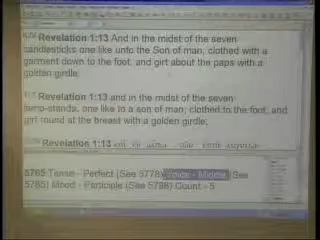 Revelation 1:13 And in the midst of the seven
candlesticks one like unto the Son of man, clothed with a
garment down to the foot, and girt about the paps with a
golden girdle.
Revelation 1:13 and in the midst of the seven
lamp-stands, one like to a son of man, clothed to the foot, and
girt round at the breast with a golden girdle,
Revelation 1:13
5765 Tense - Perfect (See 5778) Voice - Middle (See
5785) Mood - Participle (See 5796) Count - 5